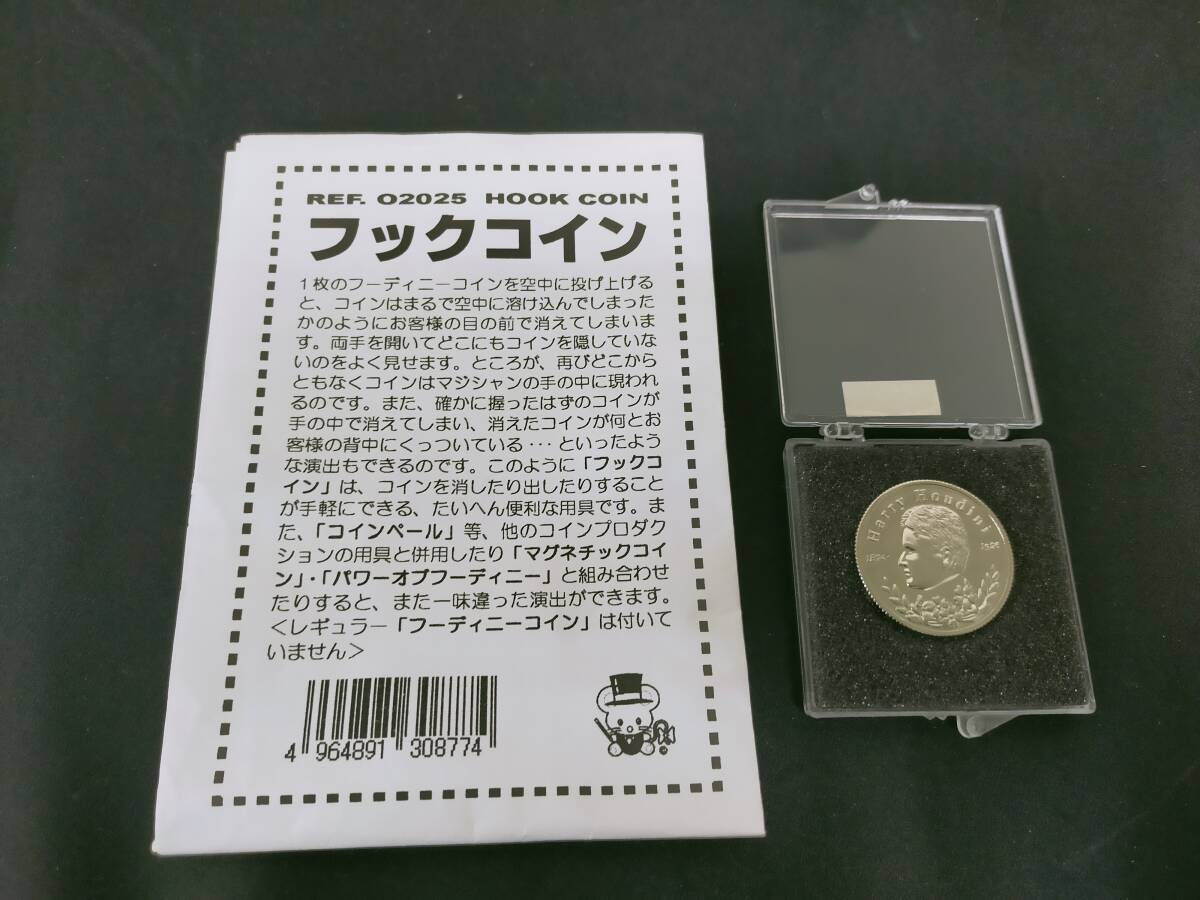 REF. O2025 HOOK COIN
フックコイン
1枚のフーディニーコインを空中に投げ上げる
と、コインはまるで空中に溶け込んでしまった
かのようにお客様の目の前で消えてしまいま
す。両手を開いてどこにもコインを隠していな
いのをよく見せます。ところが、再びどこから
ともなくコインはマジシャンの手の中に現われ
るのです。また、確かに握ったはずのコインが
手の中で消えてしまい、消えたコインが何とお
客様の背中にくっついている…といったよう
な演出もできるのです。このように「フックコ
イン」は、コインを消したり出したりすること
が手軽にできる、たいへん便利な用具です。ま
た、「コインペール」等、他のコインプロダク
ションの用具と併用したり「マグネチックコイ
ン」・「パワーオブフーディニー」と組み合わせ
たりすると、また一味違った演出ができます。
<レギュラー「フーディニーコイン」は付いて
いません>
4 964891 308774
Harry Houdini
1874- 1926